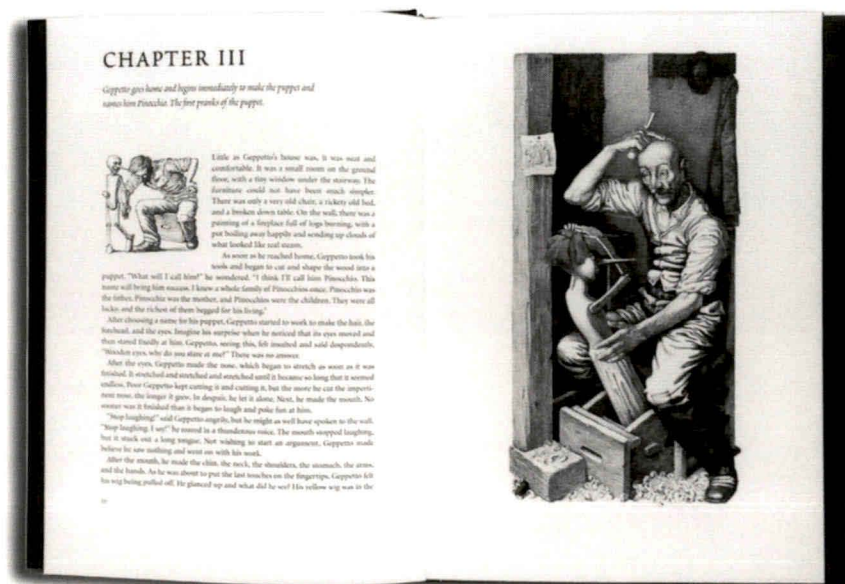 CHAPTER III
Geppetto goes home and begins immediately to make the puppet and
names him Pinocchio. The first pranks of the puppet.
Little as Geppetto's house was, it was neat and
comfortable. It was a small room on the ground
floor, with a tiny window under the stairway. The
furniture could not have been much simpler.
There was only a very old chair, a rickety old bed,
and a broken down table. On the wall, there was a
painting of a fireplace full of logs burning, with a
pot boiling away happily and sending up clouds of
what looked like real steam.
As soon as he reached home, Geppetto took his
tools and began to cut and shape the wood into a
puppet. "What will I call him?" he wondered. "I think I'll call him Pinocchio. This
name will bring him success. I knew a whole family of Pinocchios once. Pinocchio was
the father, Pinocchia was the mother, and Pinocchios were the children. They were all
lucky and the richest of them begged for his living."
After choosing a name for his puppet, Geppetto started to work to make the hair, the
forehead, and the eyes. Imagine his surprise when he noticed that its eyes moved and
then stared fixedly at him. Geppetto, seeing this, felt insulted and said despondently,
"Wooden eyes, why do you stare at me?" There was no answer.
After the eyes, Geppetto made the nose, which began to stretch as soon as it was
finished. It stretched and stretched and stretched until it became so long that it seemed
endless. Poor Geppetto kept cutting it and cutting it, but the more he cut the imperti-
nent nose, the longer it grew. In despair, he let it alone. Next, he made the mouth. No
sooner was it finished than it began to laugh and poke fun at him.
"Stop laughing!" said Geppetto angrily, but he might as well have spoken to the wall.
"Stop laughing, I say!" he roared in a thunderous voice. The mouth stopped laughing,
but it stuck out a long tongue. Not wishing to start an argument, Geppetto made
believe he saw nothing and went on with his work.
After the mouth, he made the chin, the neck, the shoulders, the stomach, the arms,
and the hands. As he was about to put the last touches on the fingertips, Geppetto felt
his wig being pulled off. He glanced up and what did he see? His yellow wig was in the